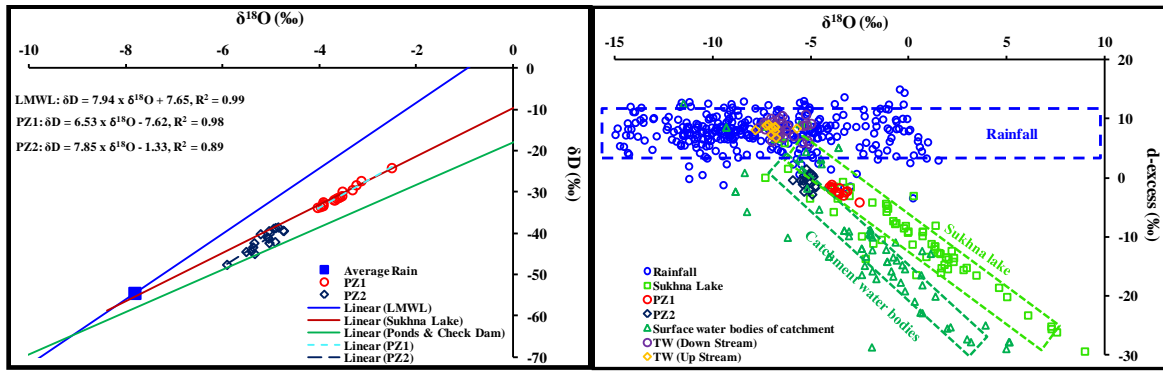 δ18O (‰)
-10 -8 -6 -4 -2 0
0
-10
-20
-30
-40
-50
-60
-70
δD (‰)
LMWL: δD = 7.94 x δ18O + 7.65, R2 = 0.99
PZ1: δD = 6.53 x δ18O - 7.62, R2 = 0.98
PZ2: δD = 7.85 x δ18O - 1.33, R2 = 0.89
Average Rain
PZ1
PZ2
Linear (LMWL)
Linear (Sukhna Lake)
Linear (Ponds & Check Dam)
Linear (PZ1)
Linear (PZ2)
δ18O (‰)
-15 -10 -5 0 5 10
20
10
0
-10
-20
-30
d-excess (‰)
Rainfall
Sukhna lake
Catchment water bodies
Rainfall
Sukhna Lake
PZ1
PZ2
Surface water bodies of catchment
TW (Down Stream)
TW (Up Stream)